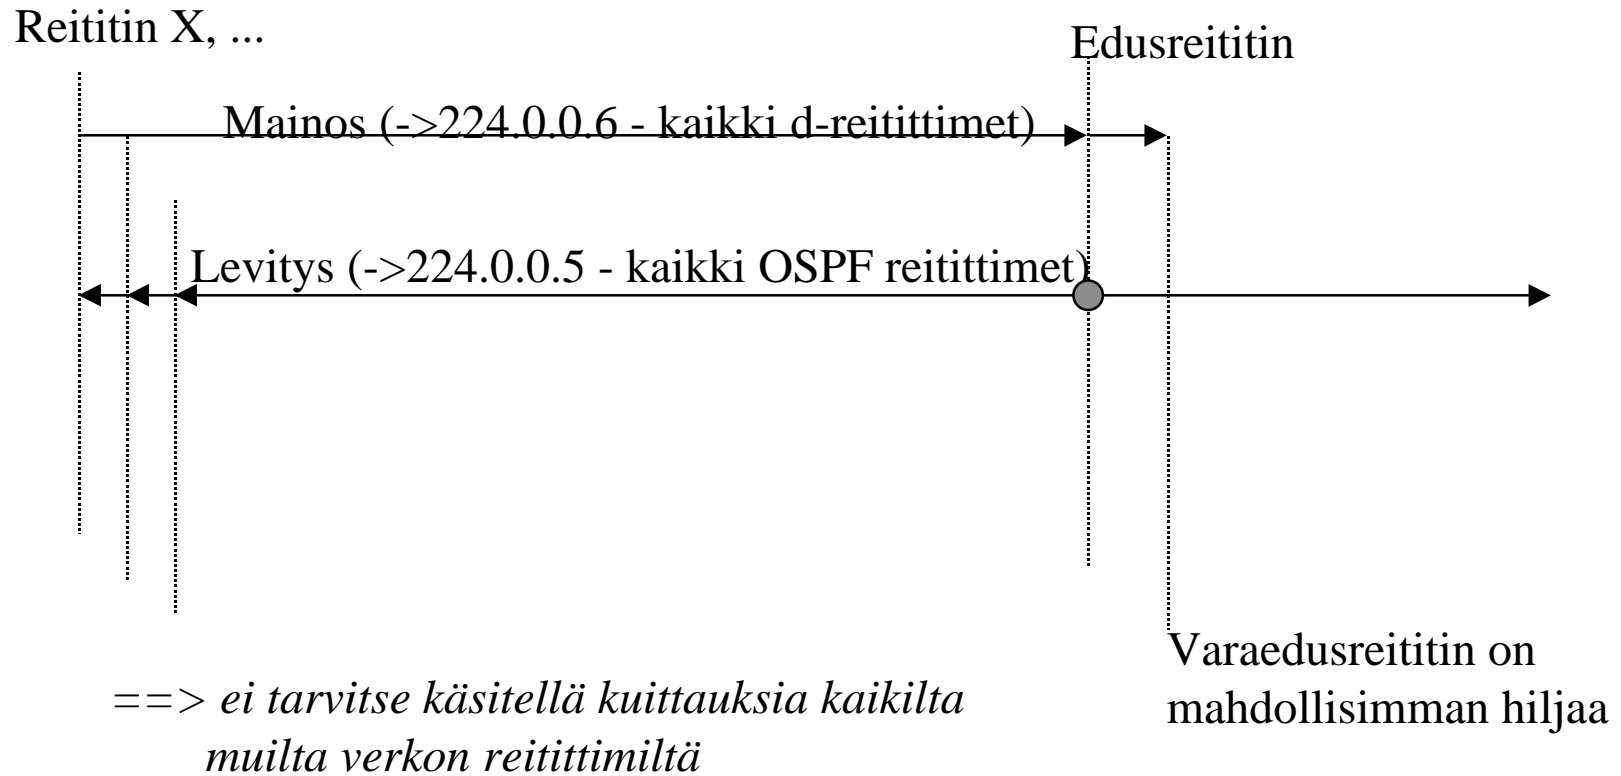 Reititin X, ...
Edusreititin
Mainos (->224.0.0.6 - kaikki d-reitittimet)
Levitys (->224.0.0.5 - kaikki OSPF reitittimet)
Varaedusreititin on
mahdollisimman hiljaa
==> ei tarvitse käsitellä kuittauksia kaikilta
muilta verkon reitittimiltä